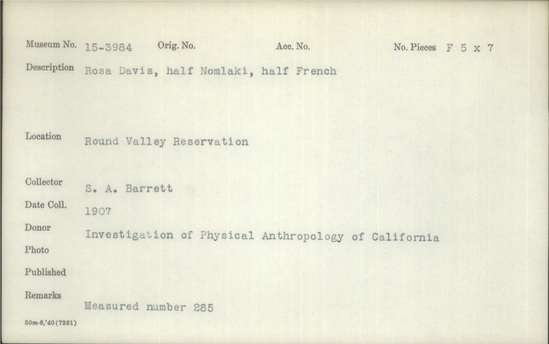 Museum No. 15-3984 Orig. No. Acc. No. No. Pieces F 5 x 7
Description Rosa Davis, half Nomlaki, half French
Location Round Valley Reservation
Collector S. A. Barrett
Date Coll. 1907
Donor Investigation of Physical Anthropology of California
Photo
Published
Remarks Measured number 285
50m-8,'40(7231)